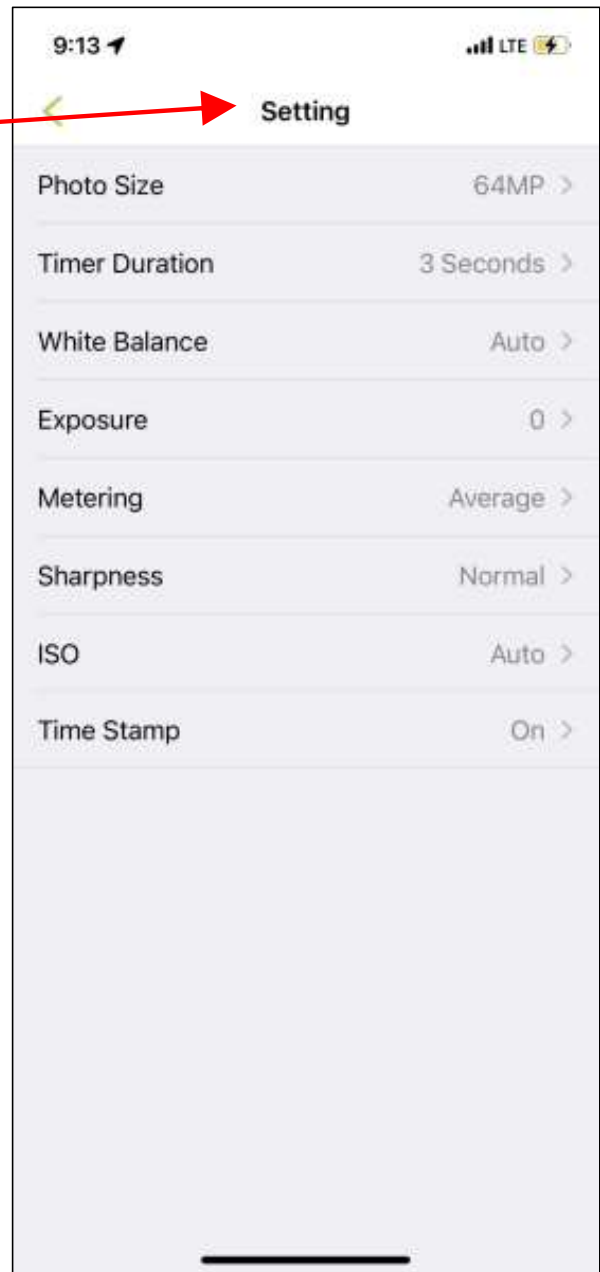 9:13 LTE
Setting
Photo Size 64MP >
Timer Duration 3 Seconds >
White Balance Auto >
Exposure 0 >
Metering Average >
Sharpness Normal >
ISO Auto >
Time Stamp On >